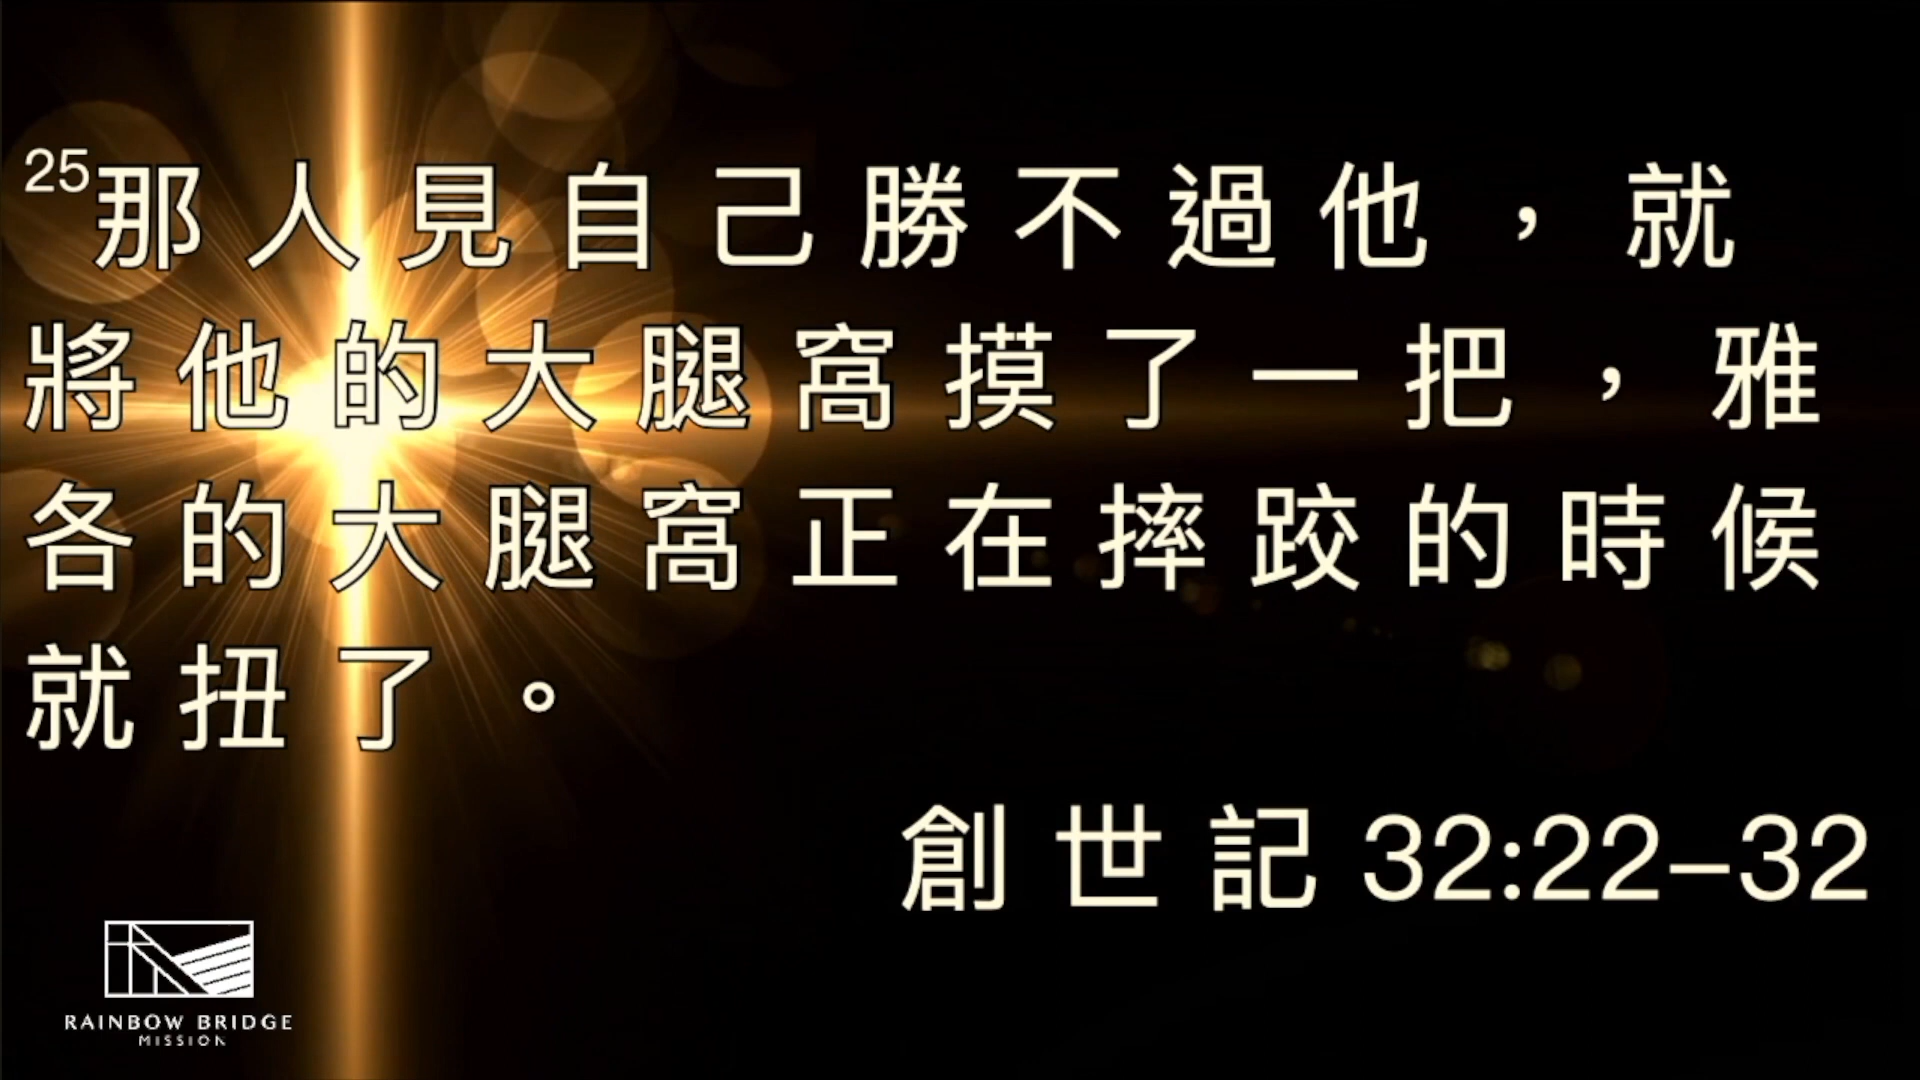 25那人見自己勝不過他，就
將他的大腿窩摸了一把，雅
各的大腿窩正在摔跤的時候
就扭了。
創世記 32:22-32
RAINBOW BRIDGE
MISSION